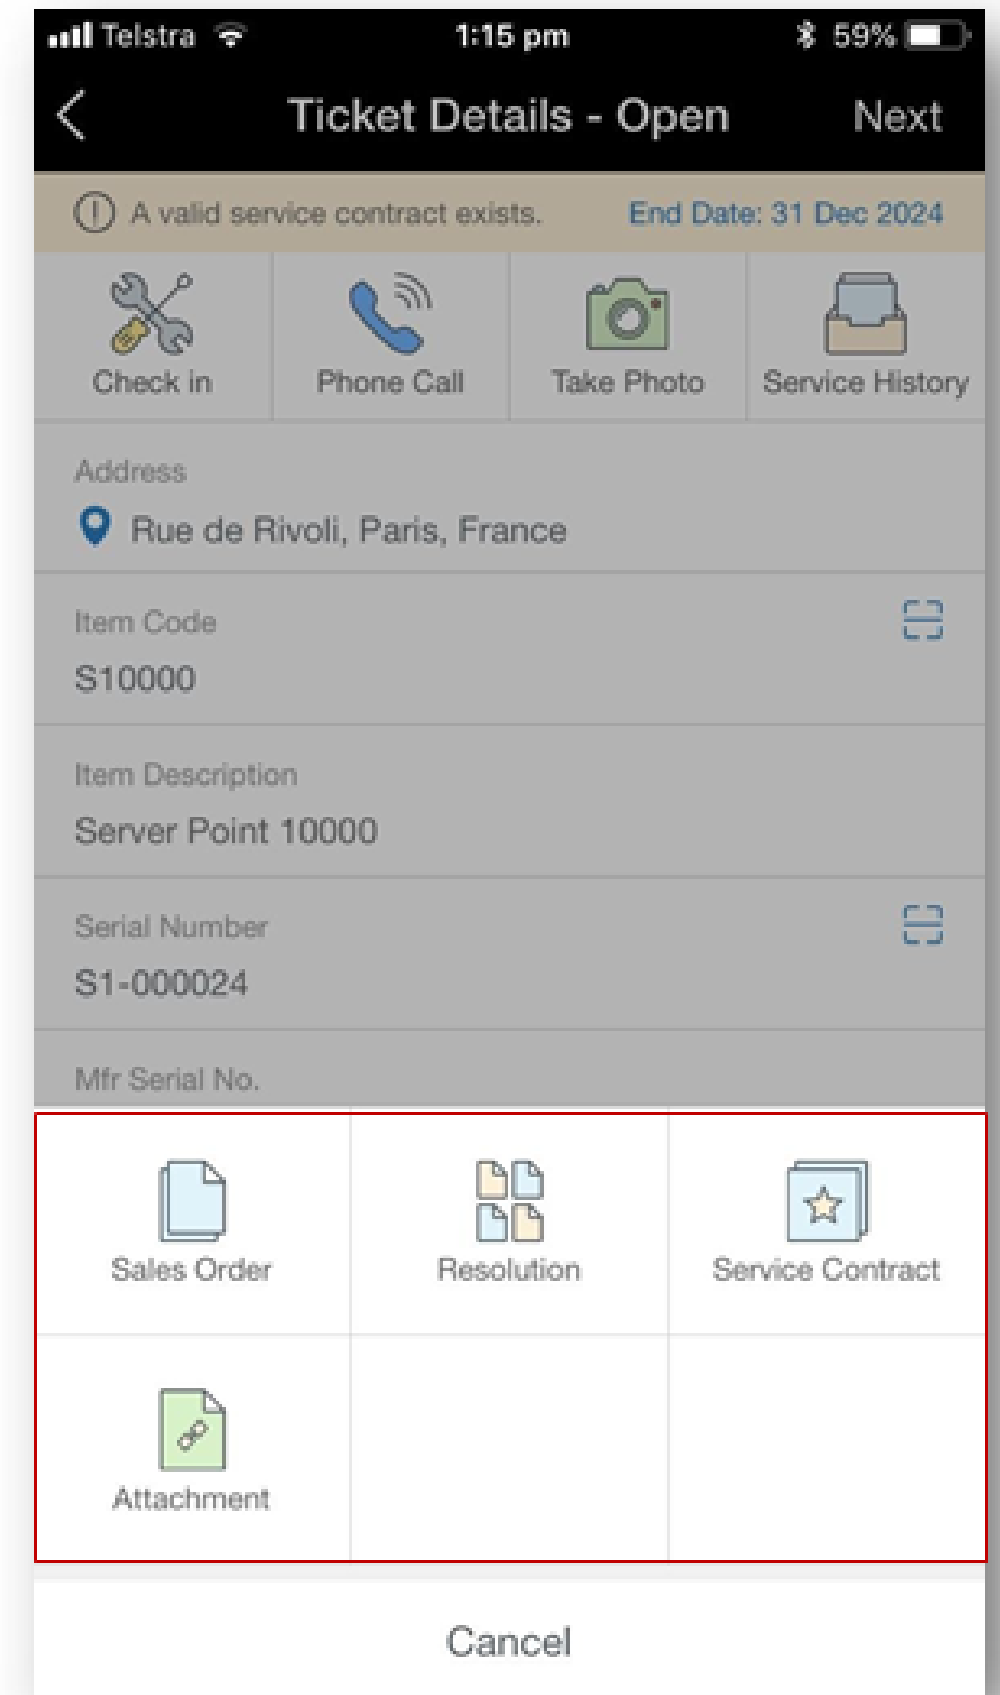 Telstra 1:15 pm 59%
Ticket Details - Open Next
A valid service contract exists. End Date: 31 Dec 2024
Check in Phone Call Take Photo Service History
Address
Rue de Rivoli, Paris, France
Item Code
S10000
Item Description
Server Point 10000
Serial Number
S1-000024
Mfr Serial No.
Sales Order Resolution Service Contract
Attachment
Cancel